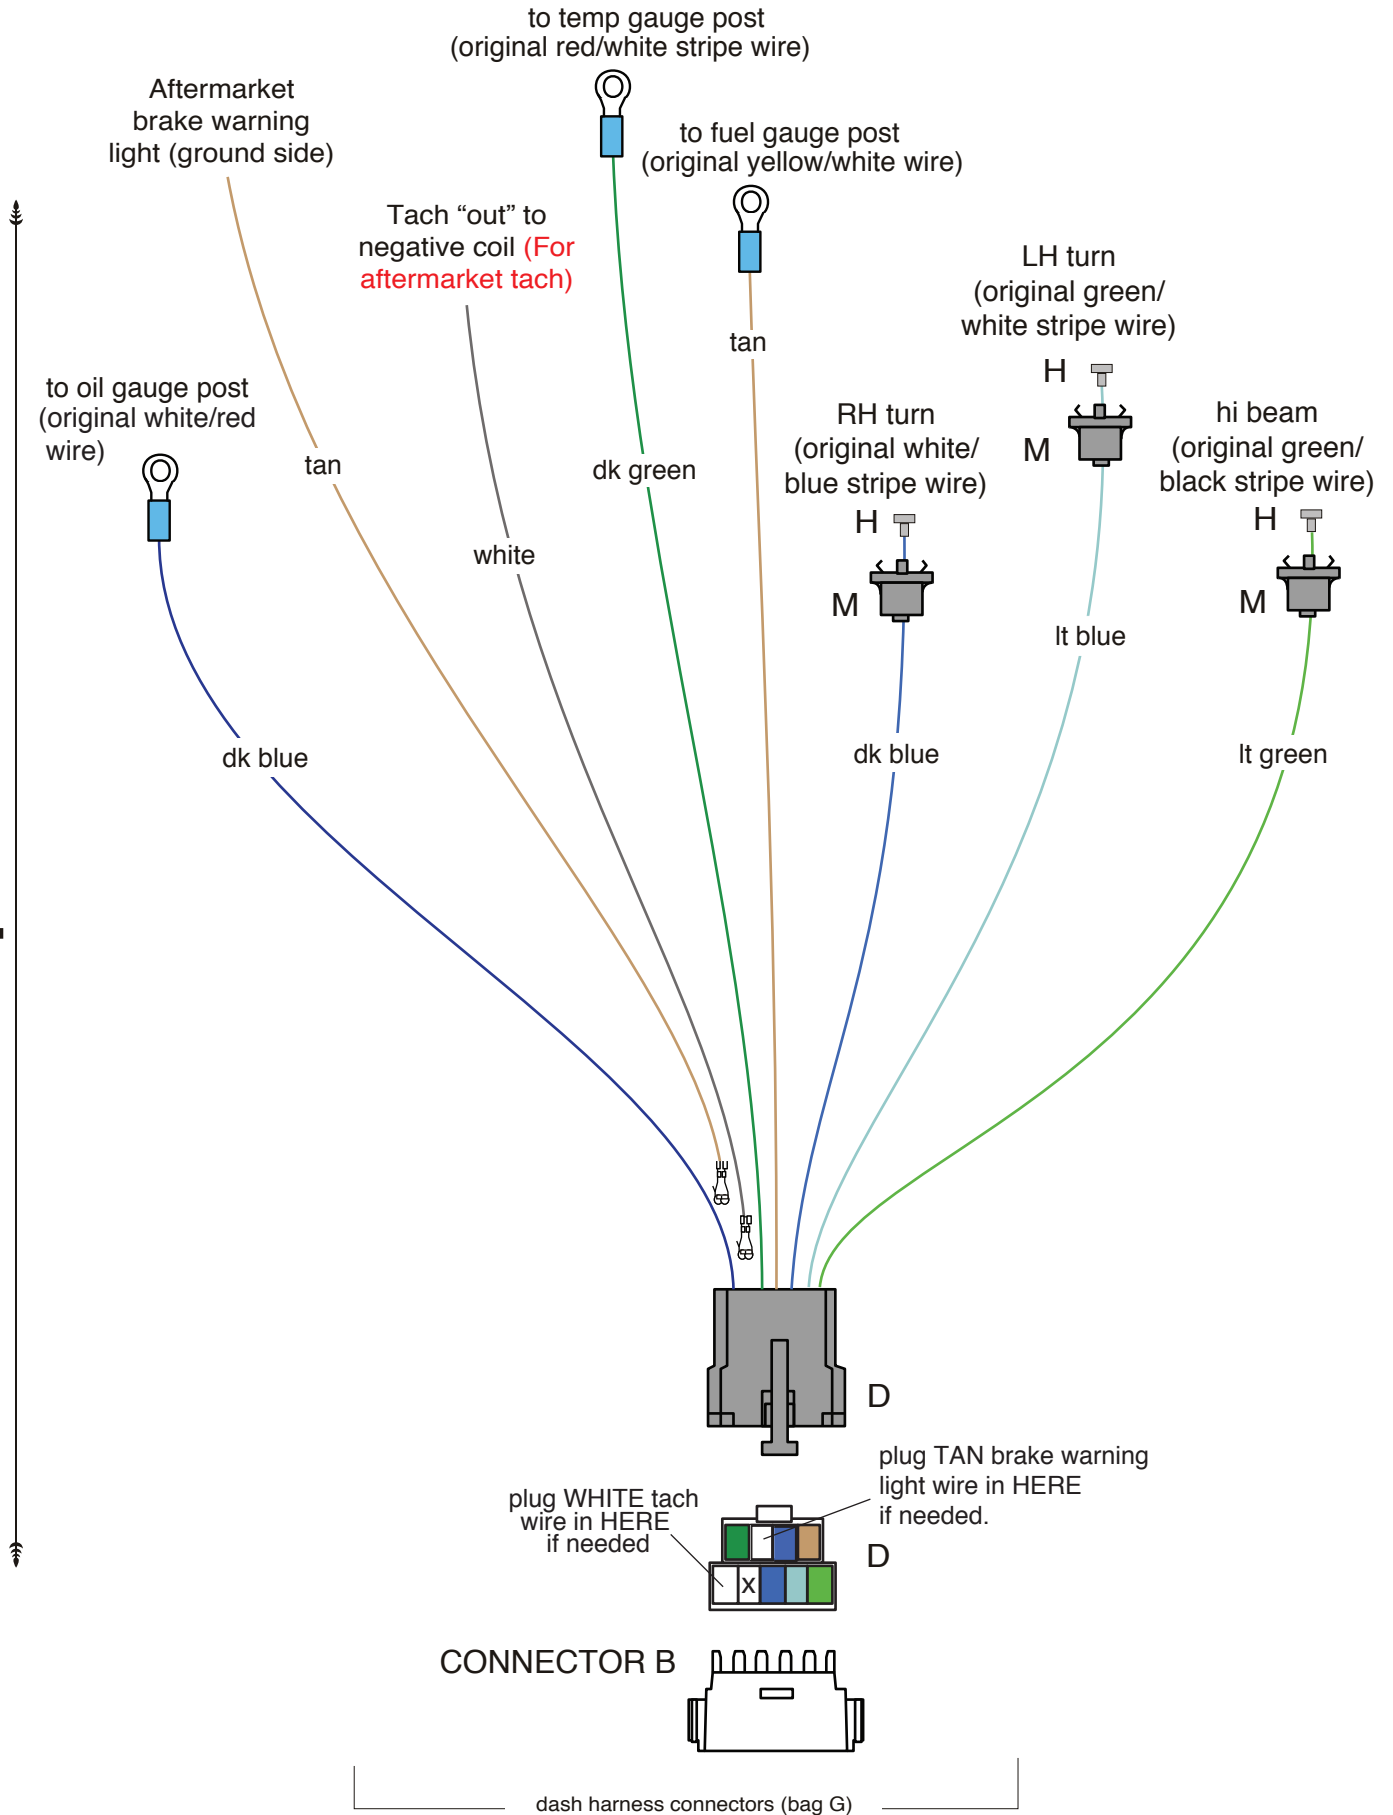 to temp gauge post
(original red/white stripe wire)
Aftermarket
brake warning
light (ground side)
to fuel gauge post
(original yellow/white wire)
Tach “out” to
negative coil (For
aftermarket tach)
LH turn
(original green/
white stripe wire)
H
M
tan
to oil gauge post
(original white/red
wire)
RH turn
(original white/
blue stripe wire)
H
M
hi beam
(original green/
black stripe wire)
H
M
tan
dk green
white
lt blue
dk blue
dk blue
lt green
D
plug TAN brake warning
light wire in HERE
if needed.
plug WHITE tach
wire in HERE
if needed
D
X
CONNECTOR B
dash harness connectors (bag G)